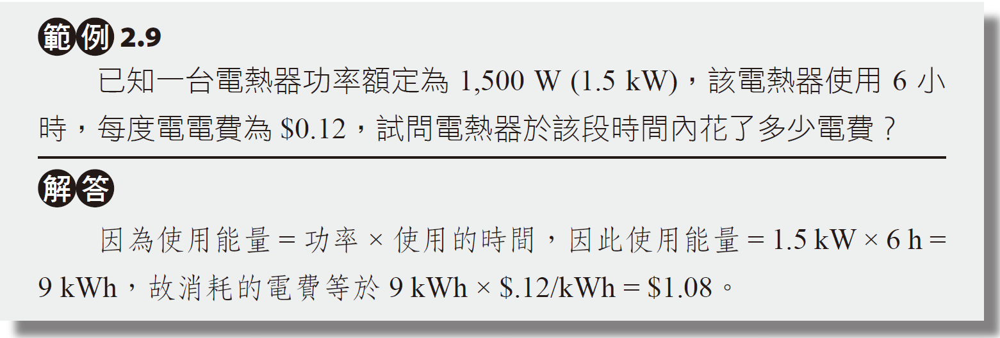 範例 2.9
已知一台電熱器功率額定為 1,500 W (1.5 kW)，該電熱器使用 6 小
時，每度電電費為 $0.12，試問電熱器於該段時間內花了多少電費？
解答
因為使用能量 = 功率 × 使用的時間，因此使用能量 = 1.5 kW × 6 h =
9 kWh，故消耗的電費等於 9 kWh × $.12/kWh = $1.08。